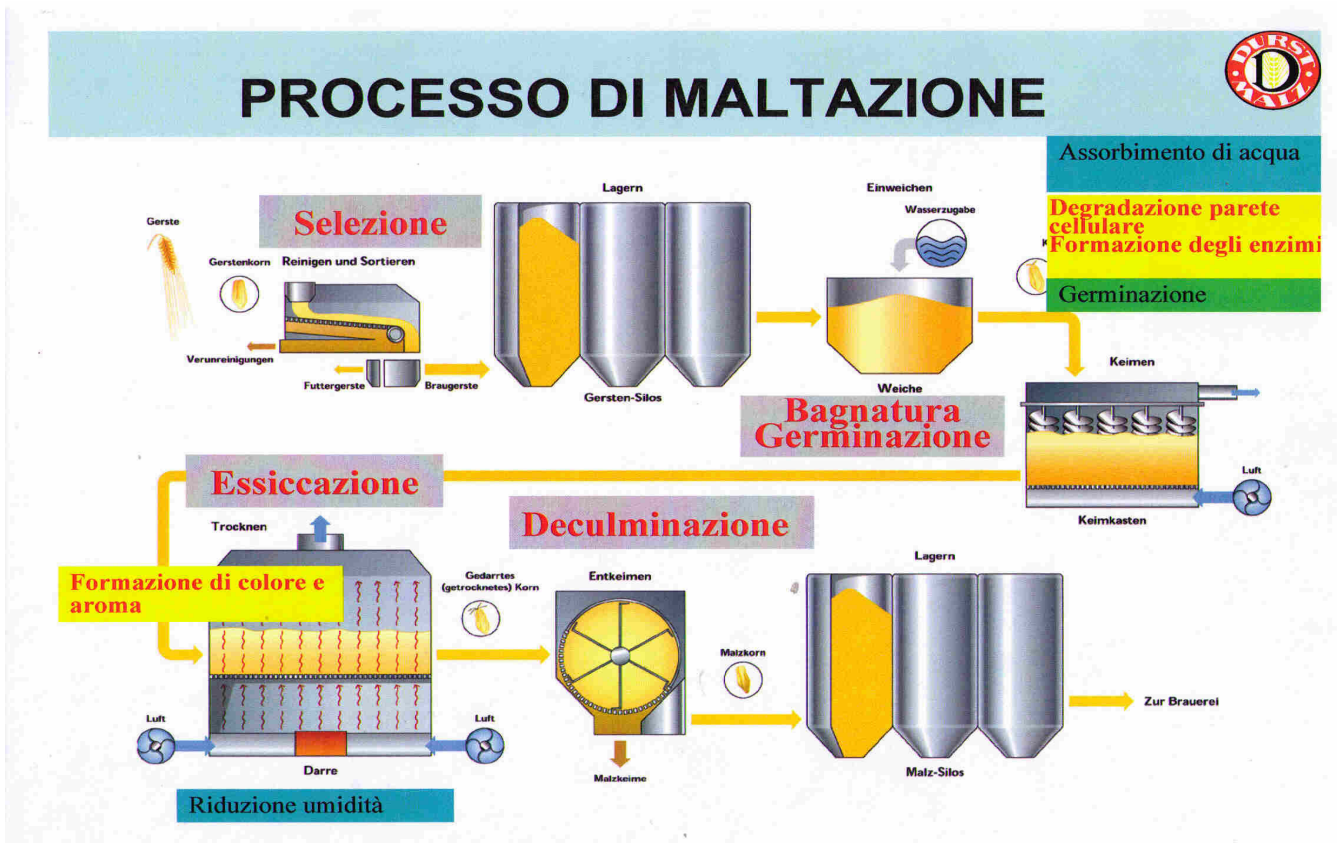 PROCESSO DI MALTAZIONE
DURST
D
MALZ
Assorbimento di acqua
Degradazione parete
cellulare
Formazione degli enzimi
Germinazione
Gerste
Selezione
Gerstenkorn
Reinigen und Sortieren
Verunreinigungen
Futtergerste
Braugerste
Lagern
Gersten-Silos
Einweichen
Wasserzugabe
Weiche
Bagnatura
Germinazione
Keimen
Luft
Keimkasten
Essiccazione
Trocknen
Formazione di colore e
aroma
Luft
Luft
Darre
Riduzione umidità
Deculminazione
Gedarrtes
(getrocknetes) Korn
Entkeimen
Malzkeime
Malzkorn
Lagern
Malz-Silos
Zur Brauerei